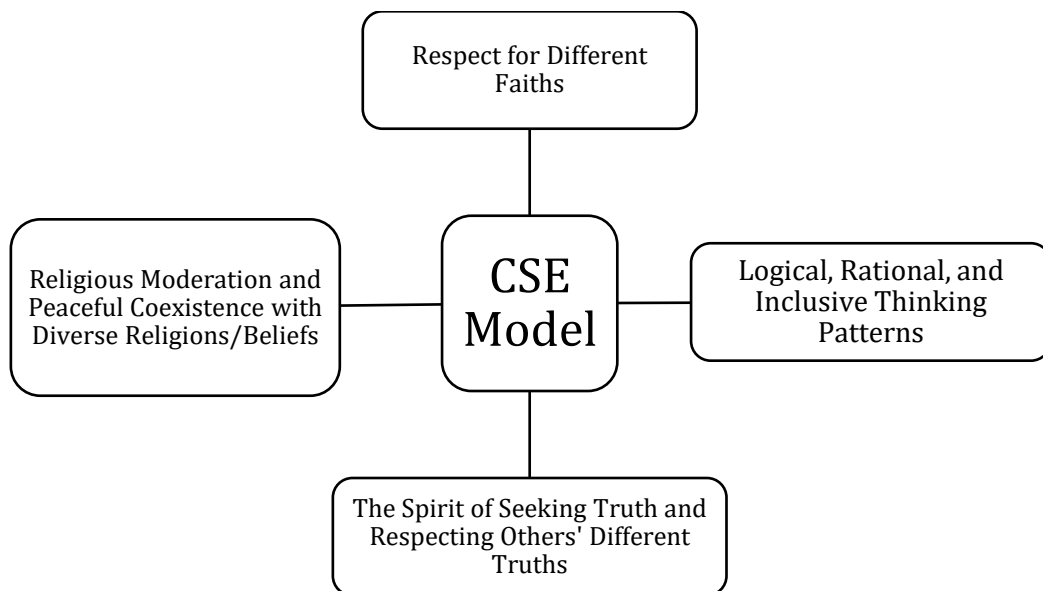 Respect for Different
Faiths
Religious Moderation and
Peaceful Coexistence with
Diverse Religions/Beliefs
CSE
Model
Logical, Rational, and
Inclusive Thinking
Patterns
The Spirit of Seeking Truth and
Respecting Others' Different
Truths